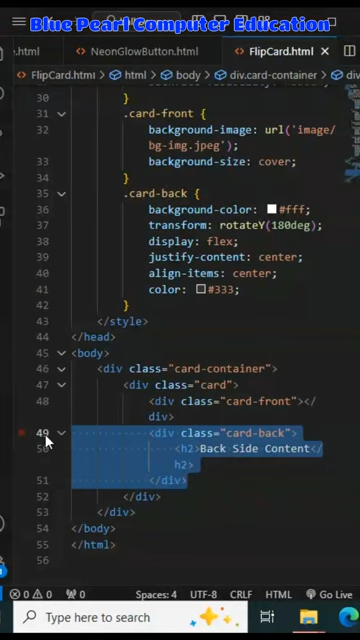 Blue Pearl Computer Education
e.html
NeonGlowButton.html
FlipCard.html
FlipCard.html > html > body > div.card-container >
30 }
31 .card-front {
32 background-image: url('image/
bg-img.jpeg');
33 background-size: cover;
34 }
35 .card-back {
36 background-color: #fff;
37 transform: rotateY(180deg);
38 display: flex;
39 justify-content: center;
40 align-items: center;
41 color: #333;
42 }
43 </style>
44 </head>
45 <body>
46 <div class="card-container>
47 <div class="card">
48 <div class="card-front"></
div>
49 <div class="card-back">
50 <h2>Back Side Content</
h2>
51 </div>
52 </div>
53 </div>
54 </body>
55 </html>
56
0 0 0 Spaces: 4 UTF-8 CRLF HTML Go Live
Type here to search